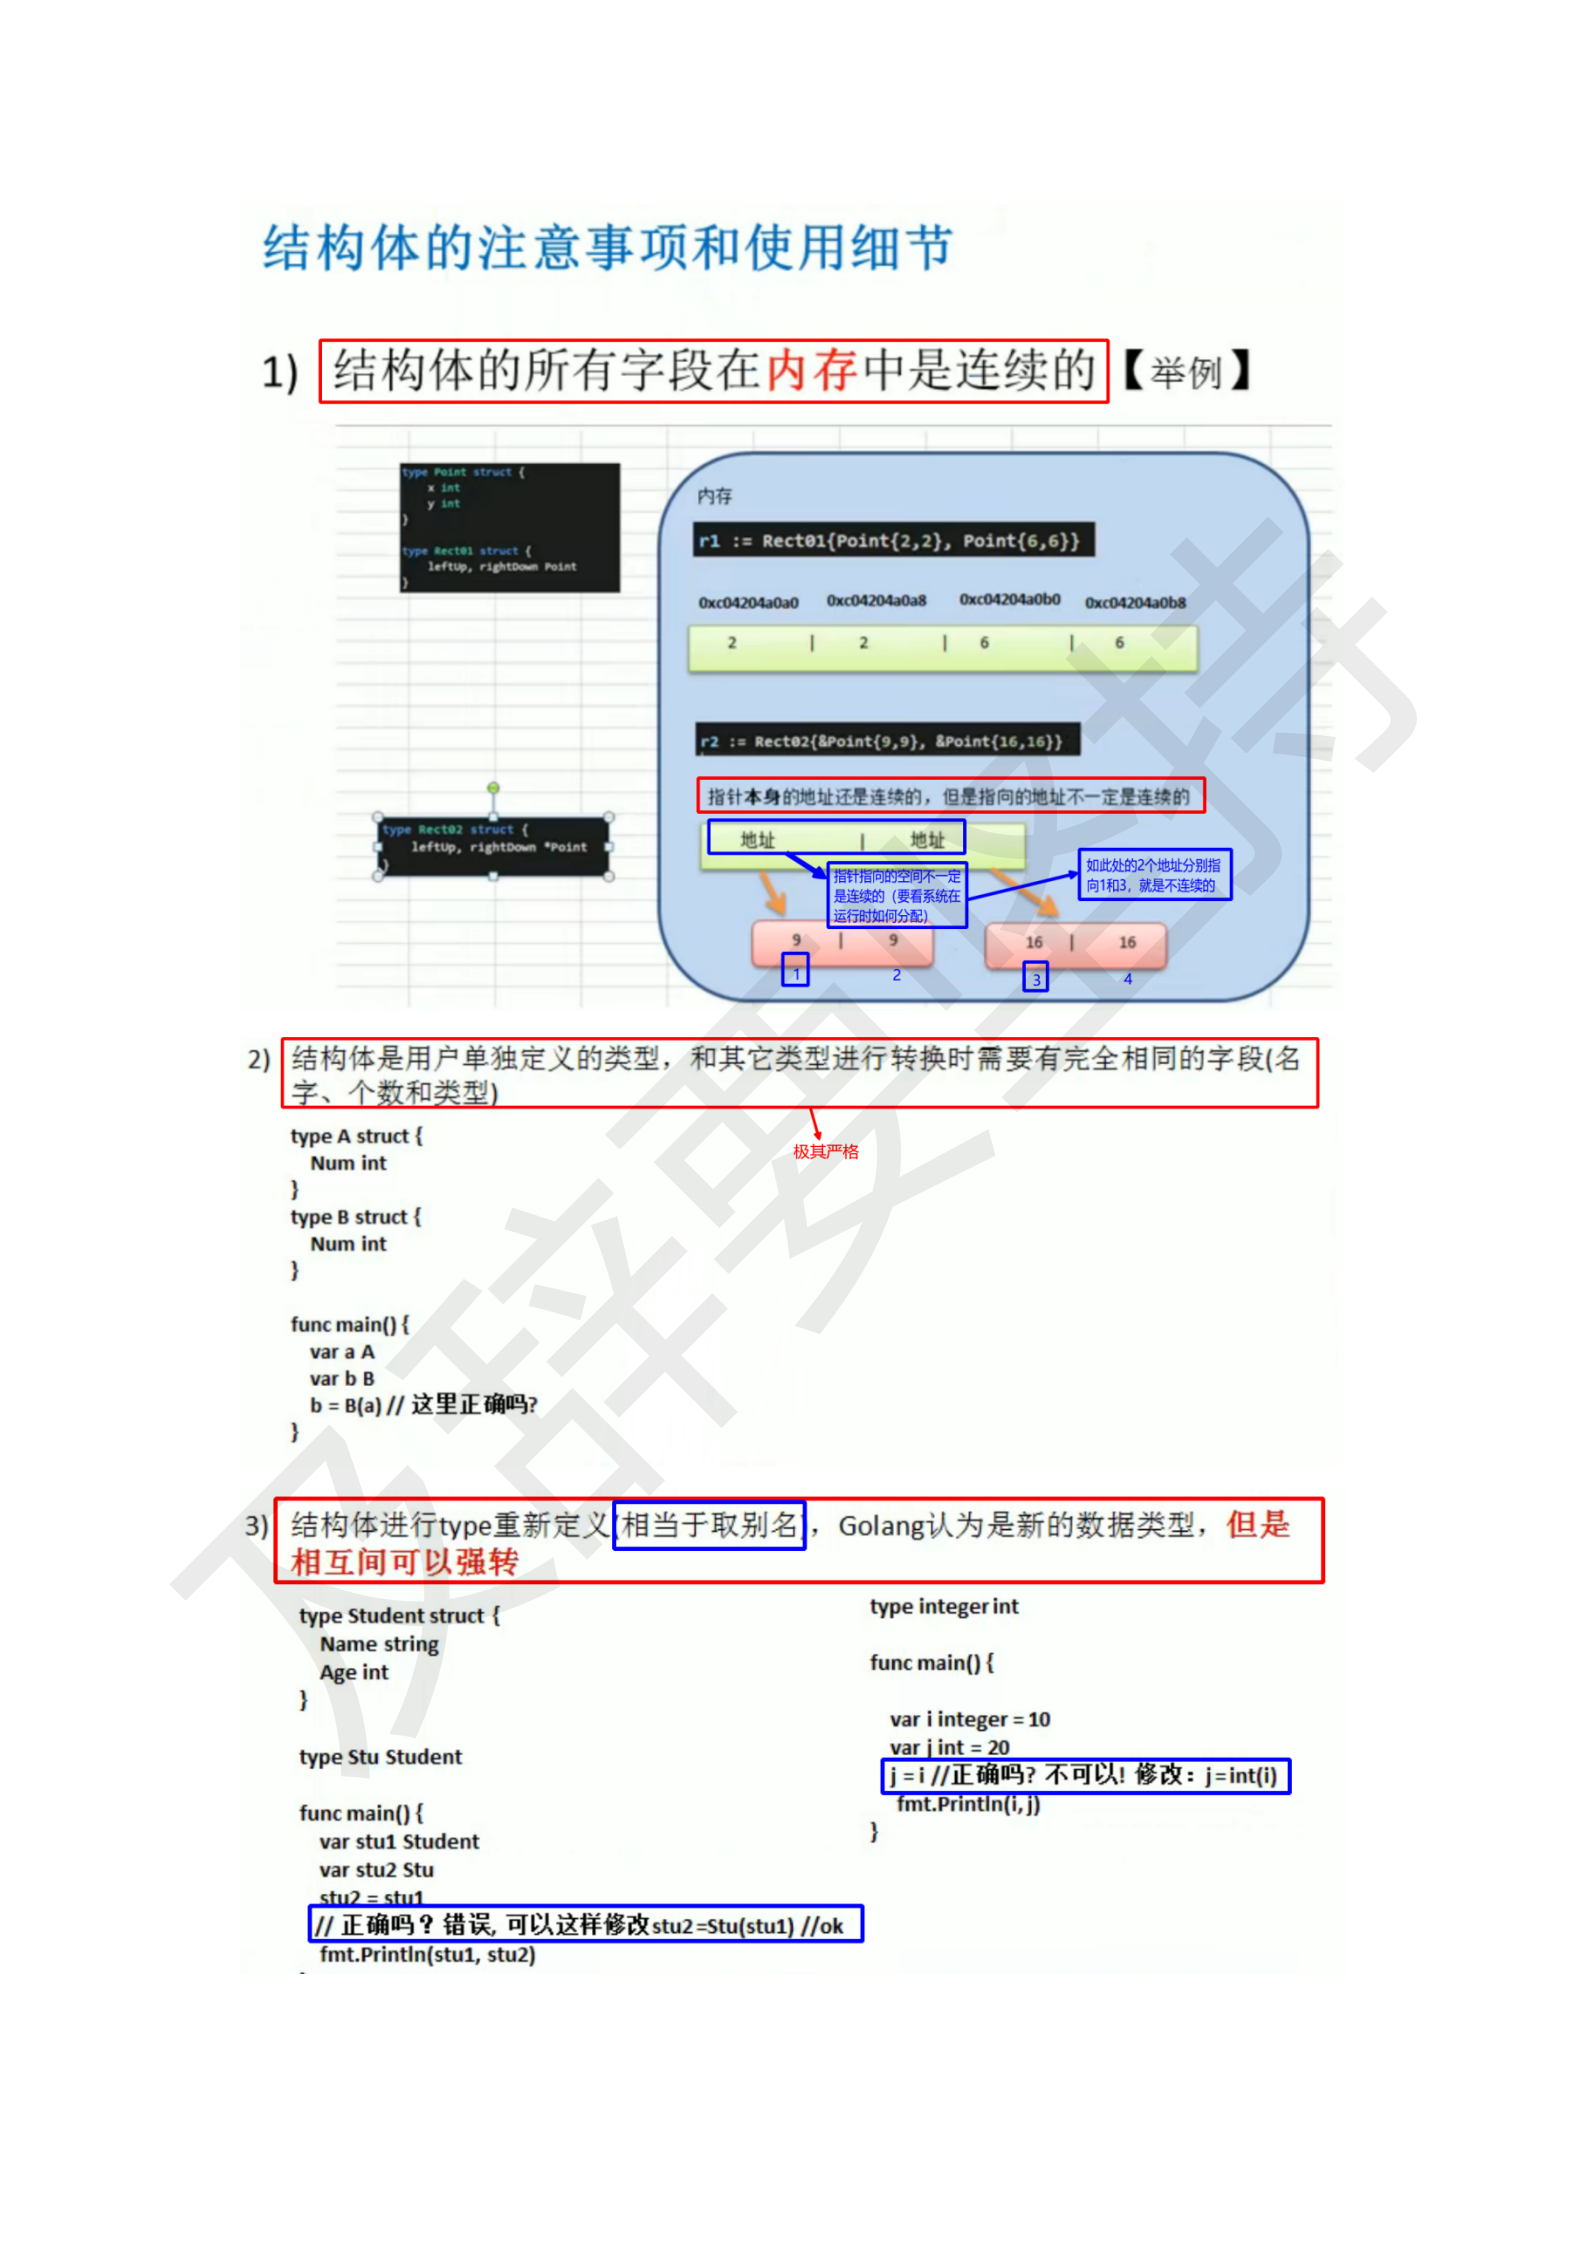 结构体的注意事项和使用细节
1) 结构体的所有字段在内存中是连续的【举例】
type Point struct {
x int
y int
}
type Rect01 struct {
leftUp, rightDown Point
}
内存
r1 := Rect01{Point{2,2}, Point{6,6}}
0xc04204a0a0 0xc04204a0a8 0xc04204a0b0 0xc04204a0b8
2 | 2 | 6 | 6
r2 := Rect02{&Point{9,9}, &Point{16,16}}
指针本身的地址还是连续的，但是指向的地址不一定是连续的
type Rect02 struct {
leftUp, rightDown *Point
}
地址 | 地址
指针指向的空间不一定
是连续的（要看系统在
运行时如何分配）
如此处的2个地址分别指
向1和3，就是不连续的
9 | 9
16 | 16
1 2 3 4
2) 结构体是用户单独定义的类型，和其它类型进行转换时需要有完全相同的字段(名
字、个数和类型)
极其严格
type A struct {
Num int
}
type B struct {
Num int
}
func main() {
var a A
var b B
b = B(a) // 这里正确吗?
}
3) 结构体进行type重新定义(相当于取别名)，Golang认为是新的数据类型，但是
相互间可以强转
type Student struct {
Name string
Age int
}
type Stu Student
func main() {
var stu1 Student
var stu2 Stu
stu2 = stu1
// 正确吗？错误, 可以这样修改stu2=Stu(stu1) //ok
fmt.Println(stu1, stu2)
type integer int
func main() {
var i integer = 10
var j int = 20
j = i //正确吗? 不可以! 修改：j=int(i)
fmt.Println(i, j)
}
及辞要坚持